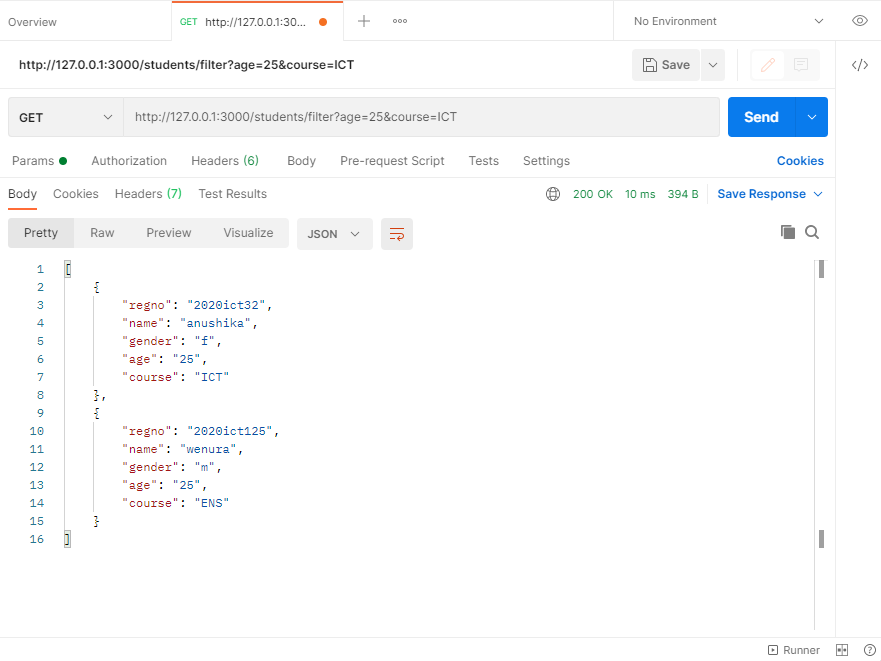 Overview
GET http://127.0.0.1:30...
No Environment
http://127.0.0.1:3000/students/filter?age=25&course=ICT
Save
GET
http://127.0.0.1:3000/students/filter?age=25&course=ICT
Send
Params Authorization Headers (6) Body Pre-request Script Tests Settings Cookies
Body Cookies Headers (7) Test Results 200 OK 10 ms 394 B Save Response
Pretty Raw Preview Visualize JSON
1 [
2 {
3 "regno": "2020ict32",
4 "name": "anushika",
5 "gender": "f",
6 "age": "25",
7 "course": "ICT"
8 },
9 {
10 "regno": "2020ict125",
11 "name": "wenura",
12 "gender": "m",
13 "age": "25",
14 "course": "ENS"
15 }
16 ]
Runner